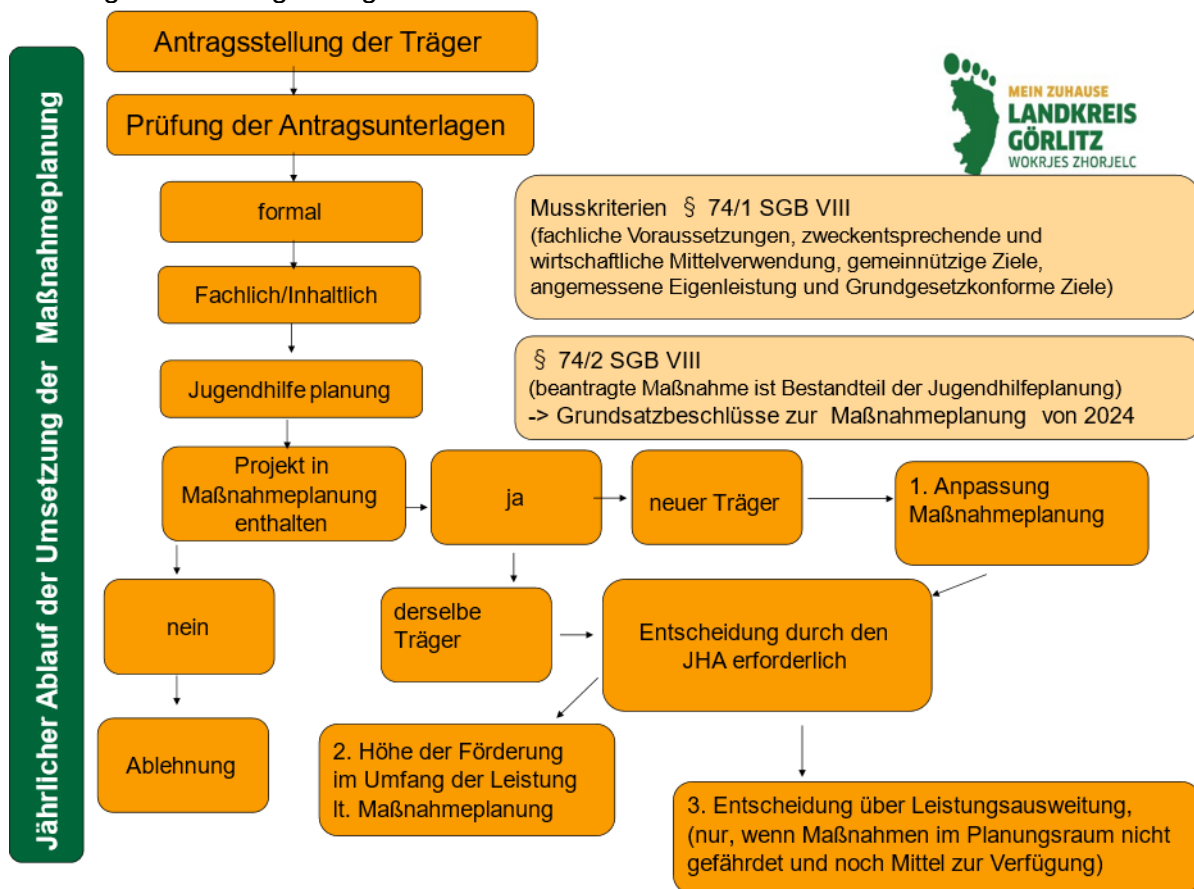 Antragsstellung der Träger
Prüfung der Antragsunterlagen
formal
Fachlich/Inhaltlich
Jugendhilfe planung
Projekt in
Maßnahmeplanung
enthalten
nein
Ablehnung
ja
neuer Träger
1. Anpassung
Maßnahmeplanung
derselbe
Träger
Entscheidung durch den
JHA erforderlich
2. Höhe der Förderung
im Umfang der Leistung
lt. Maßnahmeplanung
3. Entscheidung über Leistungsausweitung,
(nur, wenn Maßnahmen im Planungsraum nicht
gefährdet und noch Mittel zur Verfügung)
Musskriterien § 74/1 SGB VIII
(fachliche Voraussetzungen, zweckentsprechende und
wirtschaftliche Mittelverwendung, gemeinnützige Ziele,
angemessene Eigenleistung und Grundgesetzkonforme Ziele)
§ 74/2 SGB VIII
(beantragte Maßnahme ist Bestandteil der Jugendhilfeplanung)
-> Grundsatzbeschlüsse zur Maßnahmeplanung von 2024
MEIN ZUHAUSE
LANDKREIS
GÖRLITZ
WOKRJES ZHORJELC
Jährlicher Ablauf der Umsetzung der Maßnahmeplanung